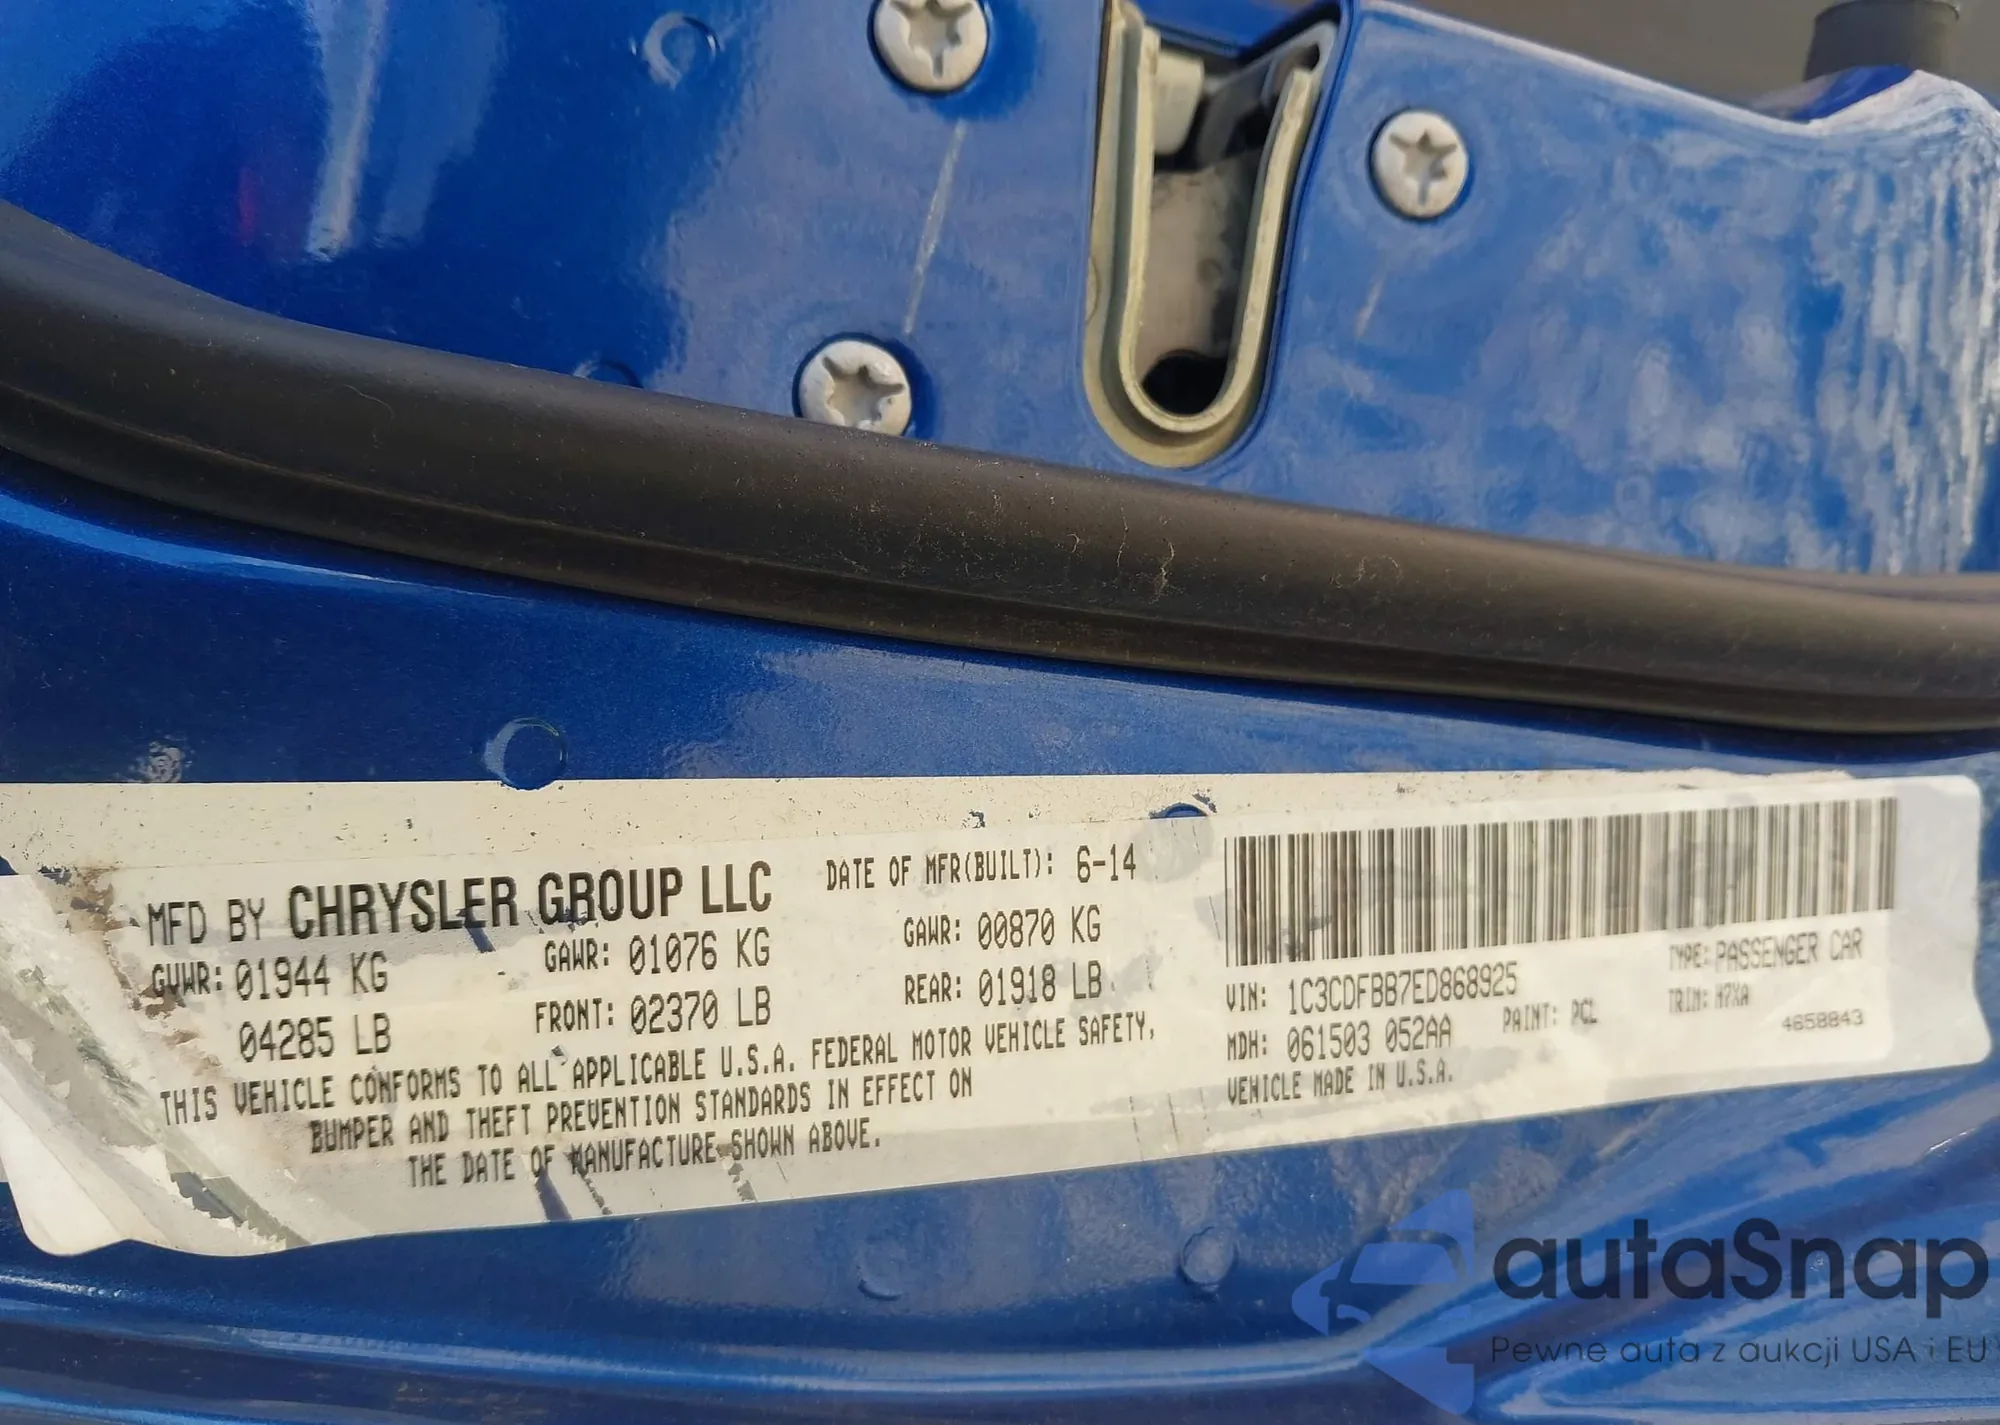 MFD BY CHRYSLER GROUP LLC DATE OF MFR(BUILT): 6-14
GVWR: 01944 KG GAWR: 01076 KG GAWR: 00870 KG
04285 LB FRONT: 02370 LB REAR: 01918 LB
THIS VEHICLE CONFORMS TO ALL APPLICABLE U.S.A. FEDERAL MOTOR VEHICLE SAFETY,
BUMPER AND THEFT PREVENTION STANDARDS IN EFFECT ON
THE DATE OF MANUFACTURE SHOWN ABOVE.
VIN: 1C3CDFBB7ED868925 TYPE: PASSENGER CAR
MDH: 061503 052AA PAINT: PCL TRIM: H7XA
VEHICLE MADE IN U.S.A. 4658843
autaSnap
Pewne auta z aukcji USA i EU